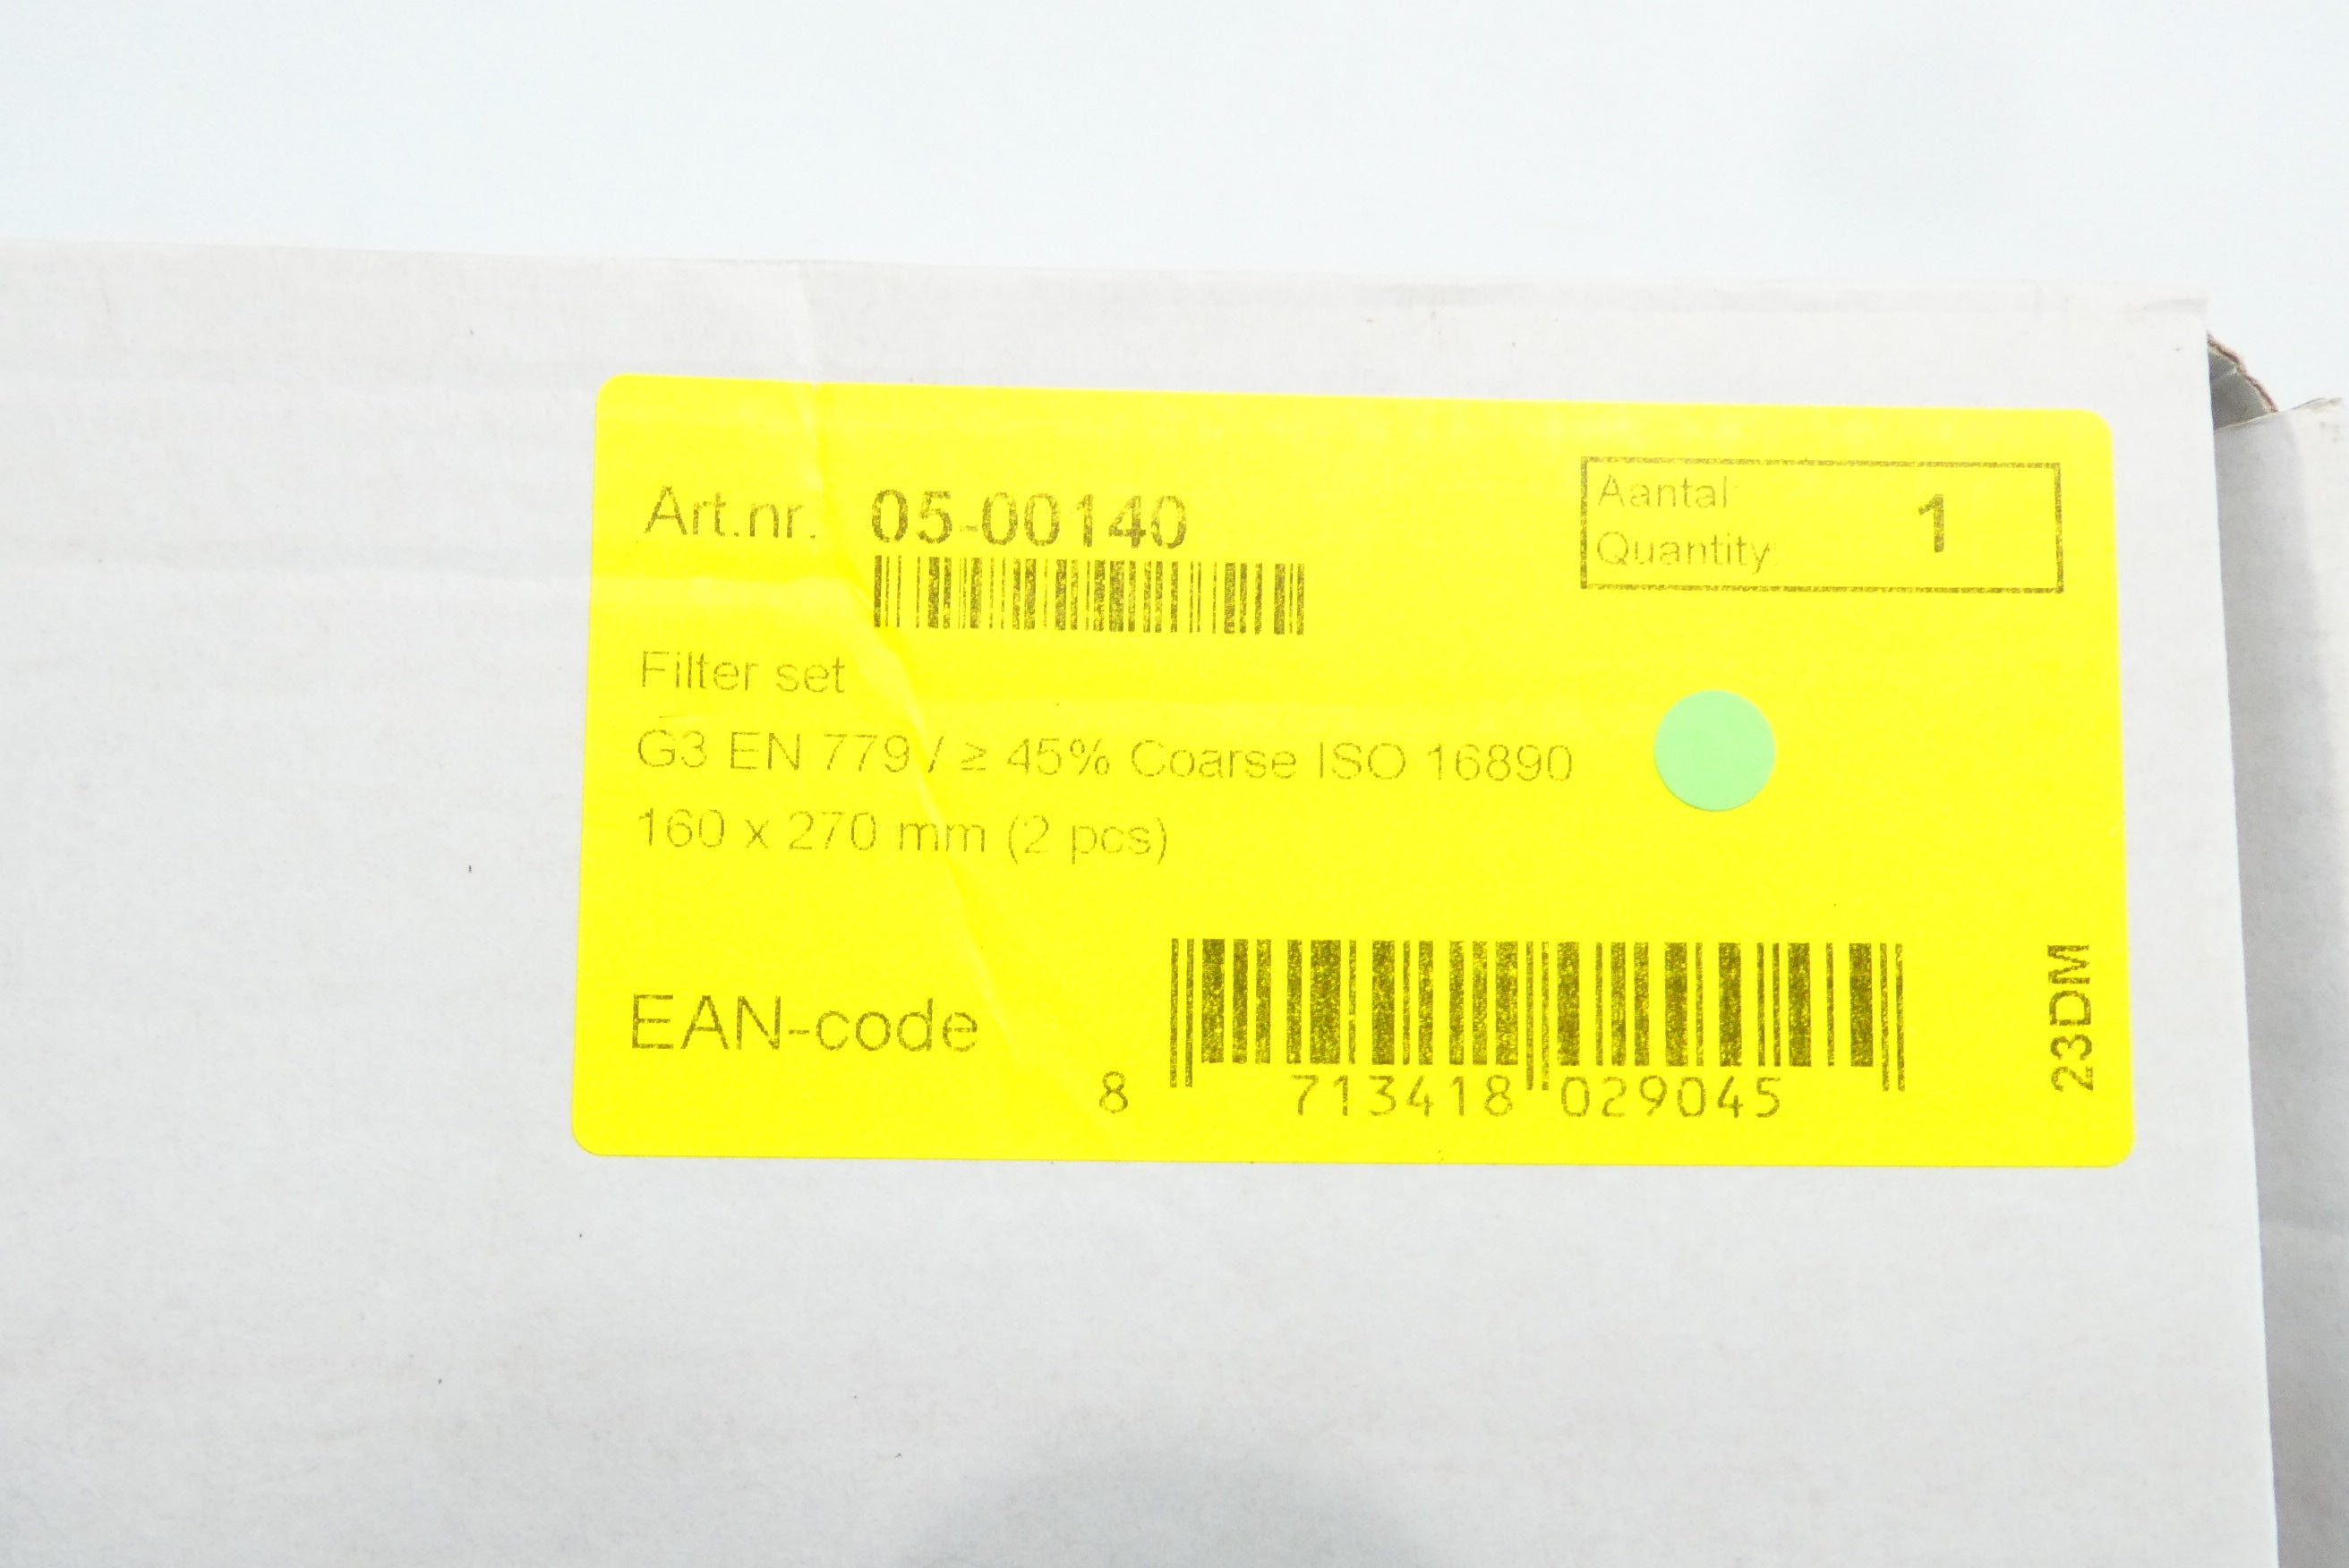 Art.nr. 05-00140
Aantal
Quantity 1
Filter set
G3 EN 779 / ≥ 45% Coarse ISO 16890
160 x 270 mm (2 pcs)
EAN-code
8 713418 029045
23DM